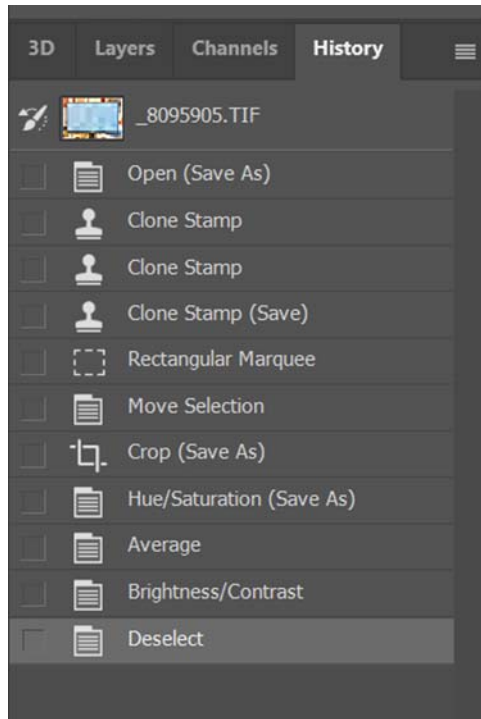 3D Layers Channels History
_8095905.TIF
Open (Save As)
Clone Stamp
Clone Stamp
Clone Stamp (Save)
Rectangular Marquee
Move Selection
Crop (Save As)
Hue/Saturation (Save As)
Average
Brightness/Contrast
Deselect